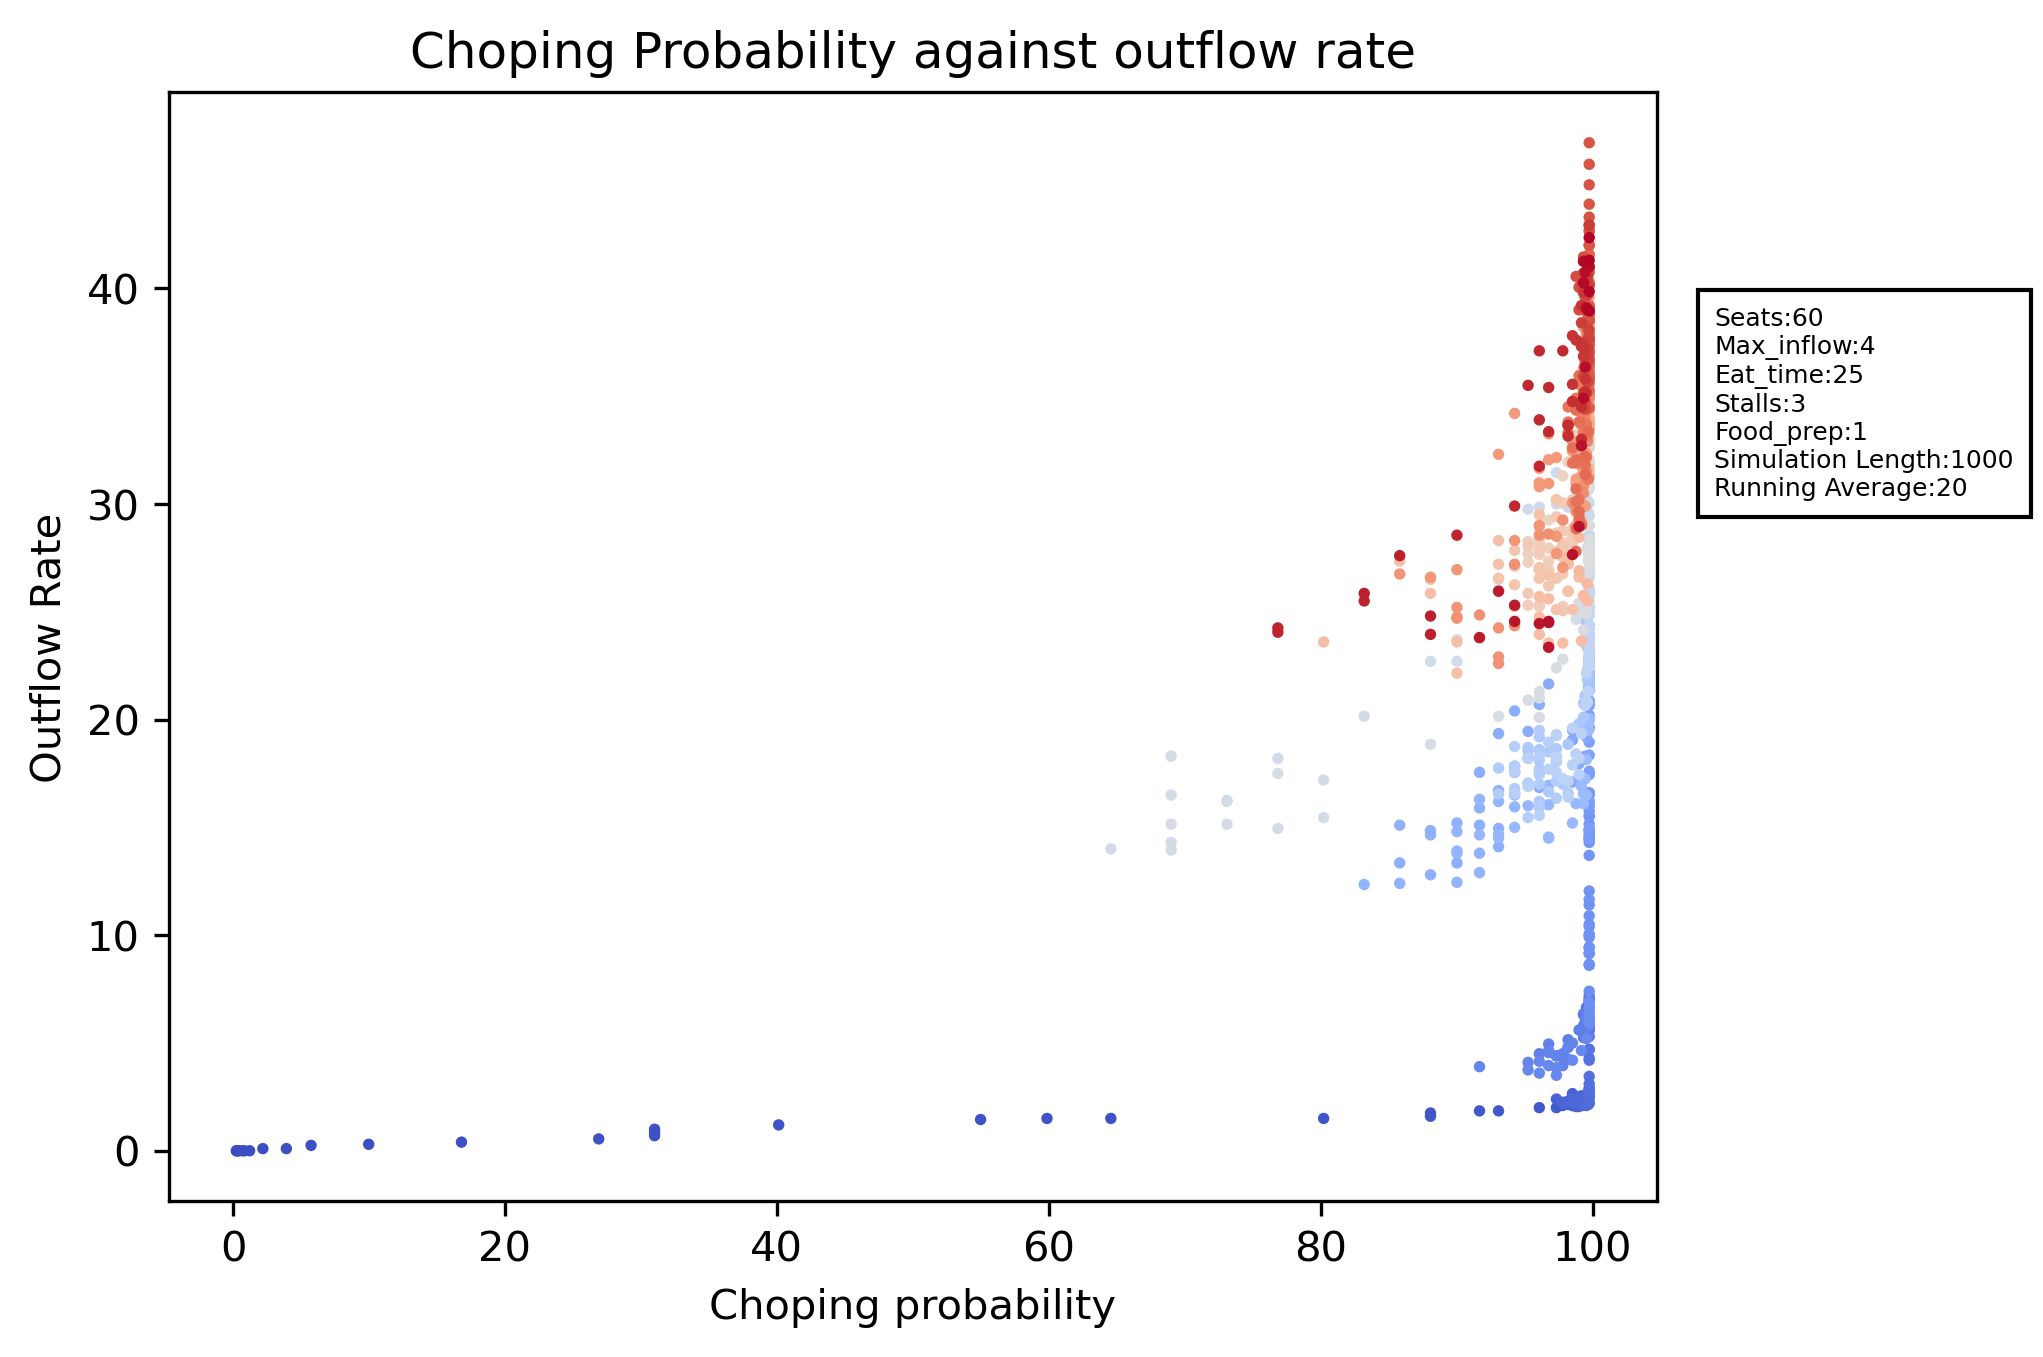 Choping Probability against outflow rate
Outflow Rate
40
30
20
10
0
0 20 40 60 80 100
Choping probability
Seats:60
Max_inflow:4
Eat_time:25
Stalls:3
Food_prep:1
Simulation Length:1000
Running Average:20